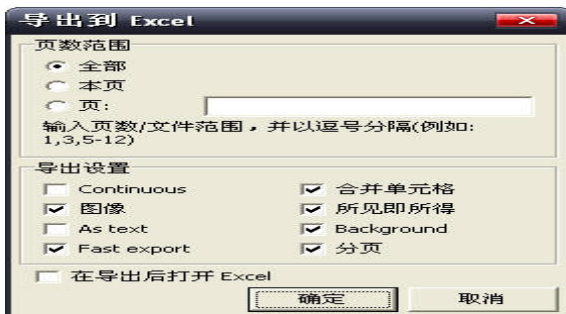 导出到 Excel
页数范围
全部
本页
页:
输入页数/文件范围，并以逗号分隔(例如:
1,3,5-12)
导出设置
Continuous
合并单元格
图像
所见即所得
As text
Background
Fast export
分页
在导出后打开 Excel
确定
取消